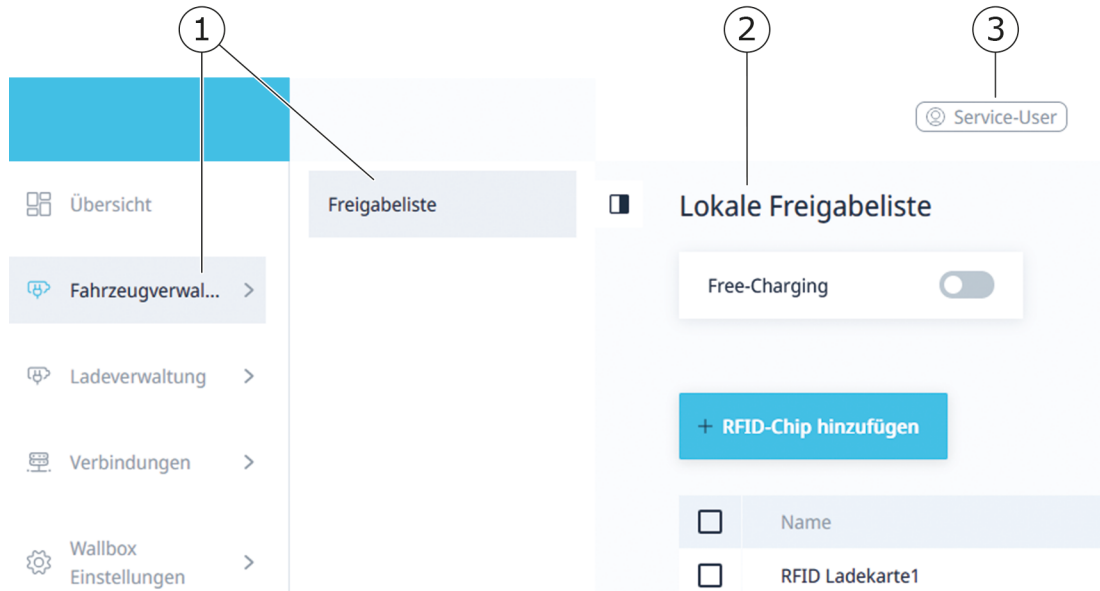 1
2
3
Service-User
Übersicht
Freigabeliste
Lokale Freigabeliste
Fahrzeugverwal...
Free-Charging
Ladeverwaltung
+ RFID-Chip hinzufügen
Verbindungen
Name
Wallbox
Einstellungen
RFID Ladekarte1